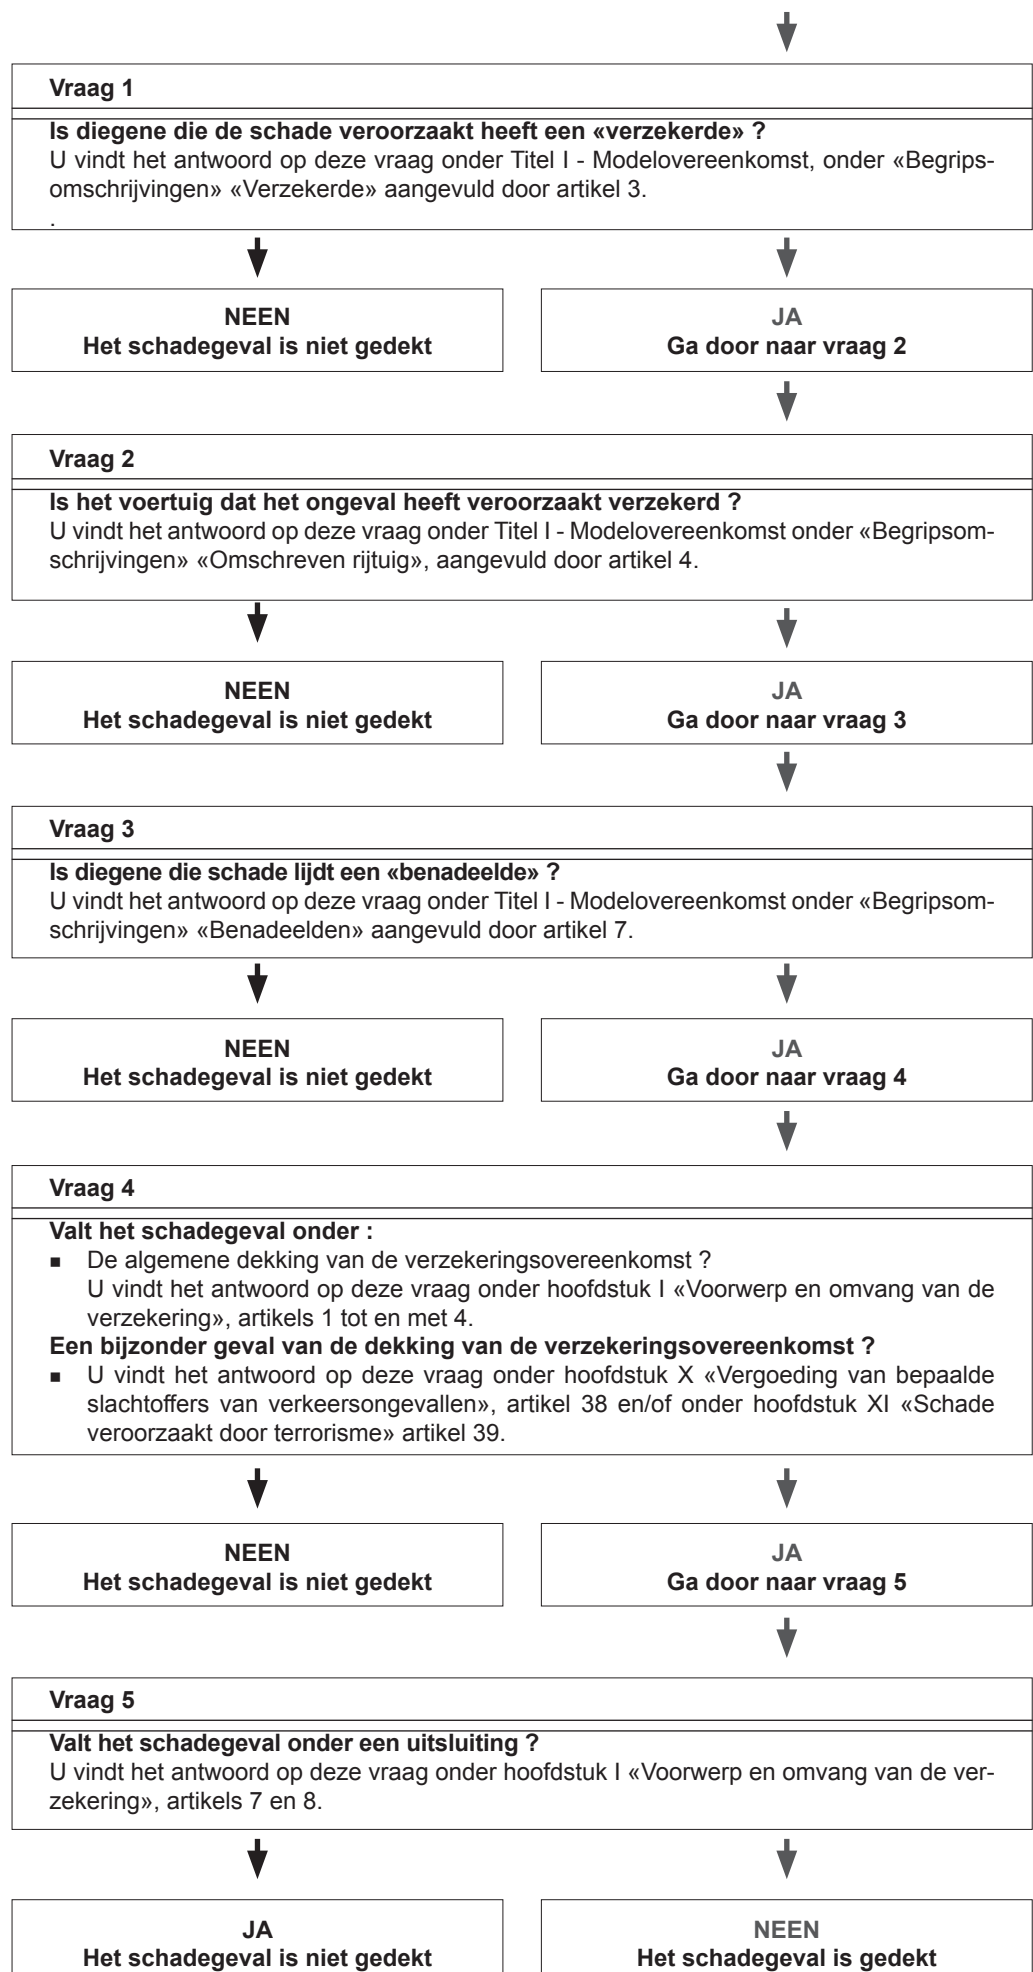 Vraag 1
Is diegene die de schade veroorzaakt heeft een «verzekerde» ?
U vindt het antwoord op deze vraag onder Titel I - Modelovereenkomst, onder «Begrips-
omschrijvingen» «Verzekerde» aangevuld door artikel 3.
.
NEEN
Het schadegeval is niet gedekt
JA
Ga door naar vraag 2
Vraag 2
Is het voertuig dat het ongeval heeft veroorzaakt verzekerd ?
U vindt het antwoord op deze vraag onder Titel I - Modelovereenkomst onder «Begripsom-
schrijvingen» «Omschreven rijtuig», aangevuld door artikel 4.
NEEN
Het schadegeval is niet gedekt
JA
Ga door naar vraag 3
Vraag 3
Is diegene die schade lijdt een «benadeelde» ?
U vindt het antwoord op deze vraag onder Titel I - Modelovereenkomst onder «Begripsom-
schrijvingen» «Benadeelden» aangevuld door artikel 7.
NEEN
Het schadegeval is niet gedekt
JA
Ga door naar vraag 4
Vraag 4
Valt het schadegeval onder :
■ De algemene dekking van de verzekeringsovereenkomst ?
U vindt het antwoord op deze vraag onder hoofdstuk I «Voorwerp en omvang van de
verzekering», artikels 1 tot en met 4.
Een bijzonder geval van de dekking van de verzekeringsovereenkomst ?
■ U vindt het antwoord op deze vraag onder hoofdstuk X «Vergoeding van bepaalde
slachtoffers van verkeersongevallen», artikel 38 en/of onder hoofdstuk XI «Schade
veroorzaakt door terrorisme» artikel 39.
NEEN
Het schadegeval is niet gedekt
JA
Ga door naar vraag 5
Vraag 5
Valt het schadegeval onder een uitsluiting ?
U vindt het antwoord op deze vraag onder hoofdstuk I «Voorwerp en omvang van de ver-
zekering», artikels 7 en 8.
JA
Het schadegeval is niet gedekt
NEEN
Het schadegeval is gedekt